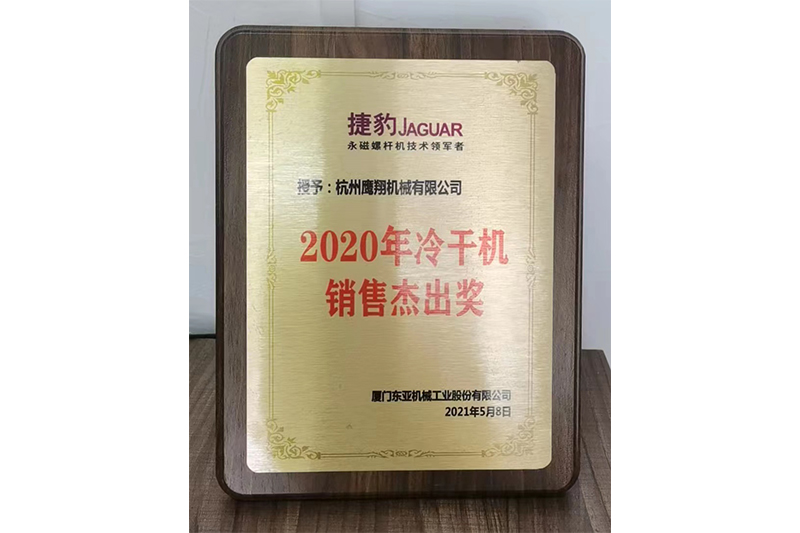 捷豹JAGUAR
永磁螺杆机技术领军者
授予：杭州鹰翔机械有限公司
2020年冷干机
销售杰出奖
厦门东亚机械工业股份有限公司
2021年5月8日